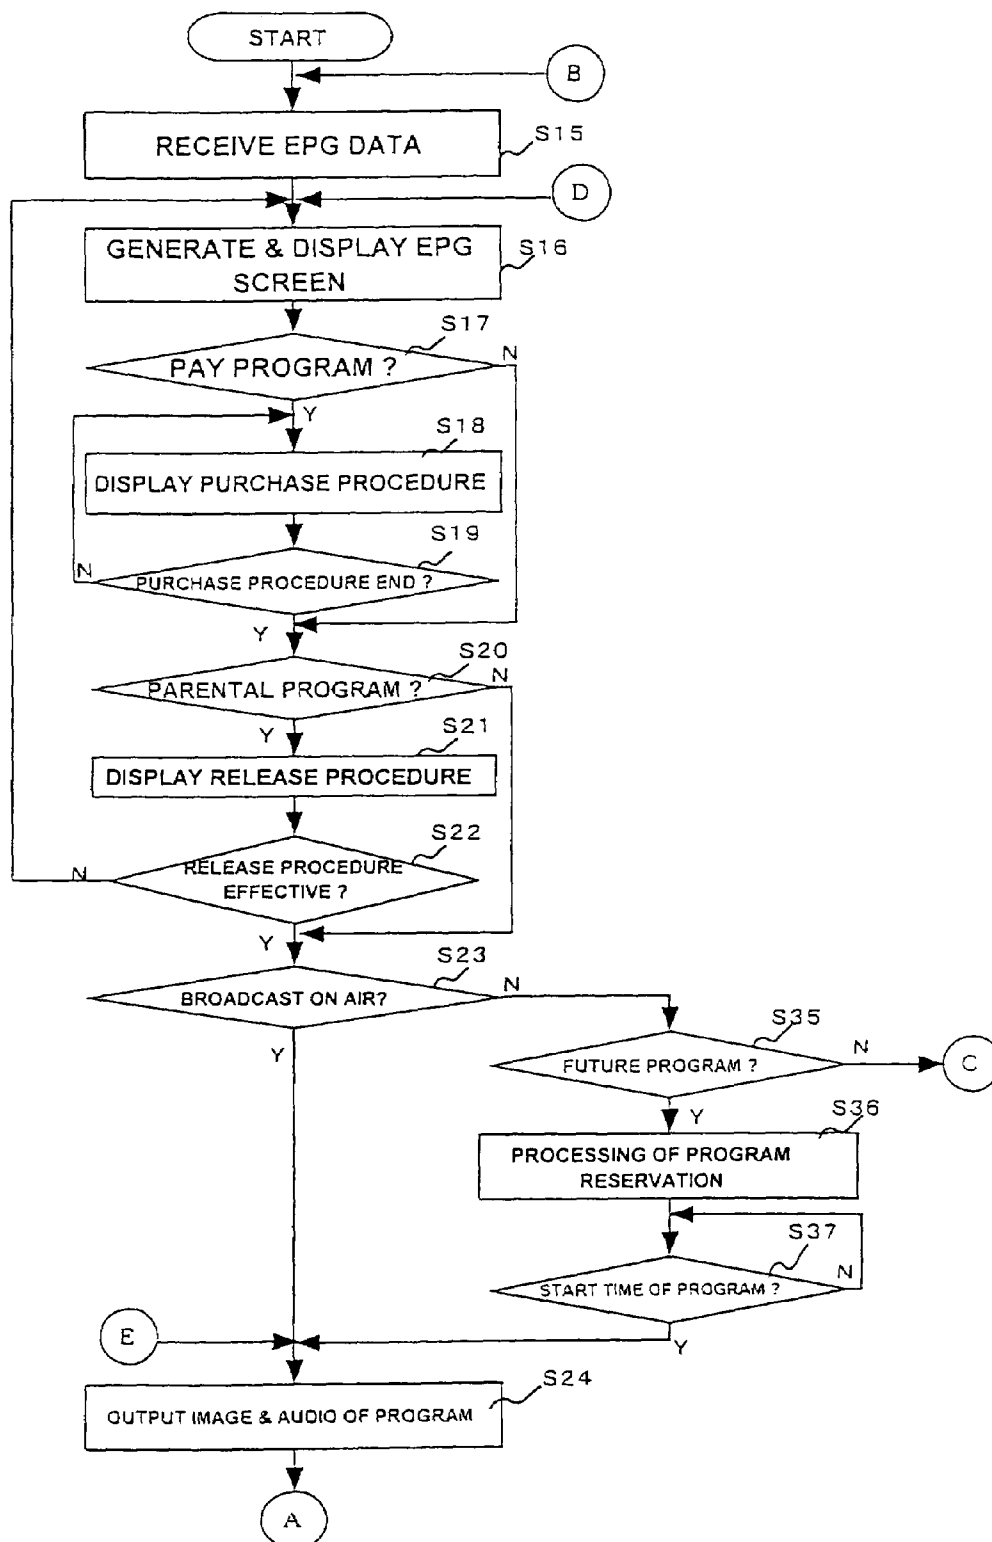 START
B
RECEIVE EPG DATA
S15
D
GENERATE & DISPLAY EPG
SCREEN
S16
S17
PAY PROGRAM ?
N
Y
S18
DISPLAY PURCHASE PROCEDURE
S19
N
PURCHASE PROCEDURE END ?
Y
S20
PARENTAL PROGRAM ?
N
Y
S21
DISPLAY RELEASE PROCEDURE
S22
N
RELEASE PROCEDURE
EFFECTIVE ?
Y
S23
BROADCAST ON AIR?
N
Y
S35
FUTURE PROGRAM ?
N
C
Y
S36
PROCESSING OF PROGRAM
RESERVATION
S37
START TIME OF PROGRAM ?
N
E
Y
S24
OUTPUT IMAGE & AUDIO OF PROGRAM
A